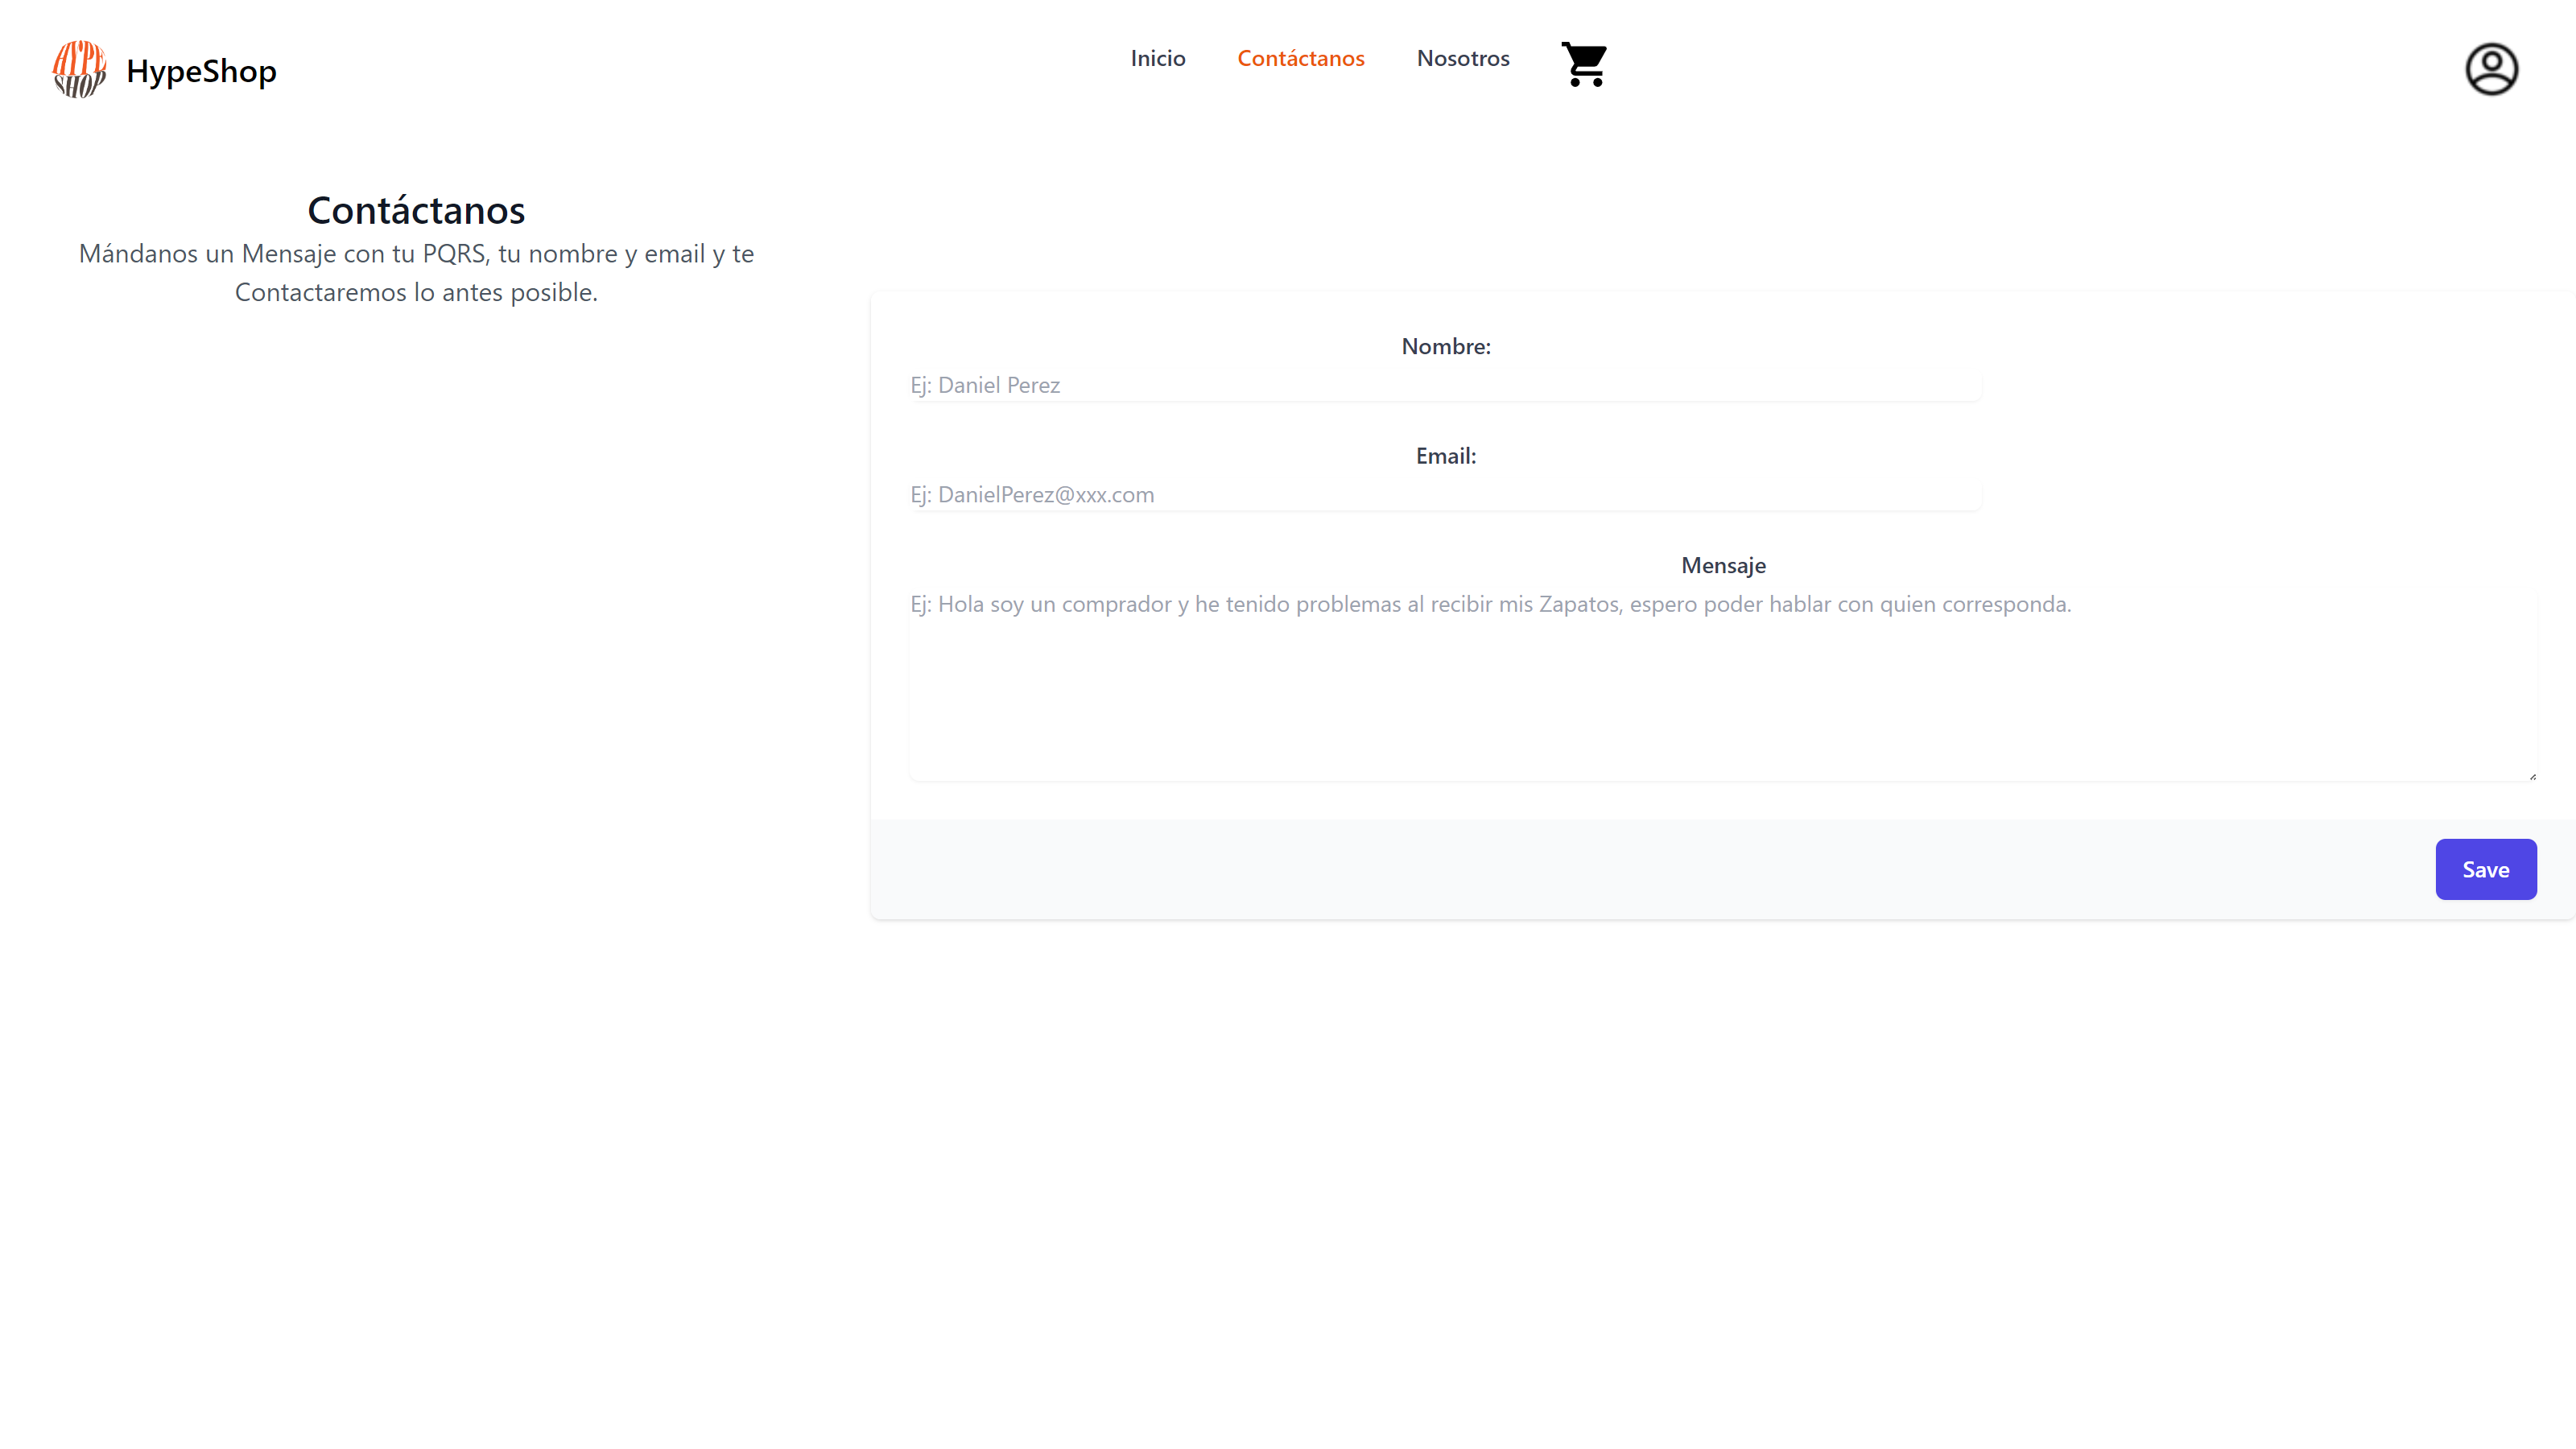 HYPE
SHOP
HypeShop
Inicio
Contáctanos
Nosotros
Contáctanos
Mándanos un Mensaje con tu PQRS, tu nombre y email y te
Contactaremos lo antes posible.
Nombre:
Ej: Daniel Perez
Email:
Ej: DanielPerez@xxx.com
Mensaje
Ej: Hola soy un comprador y he tenido problemas al recibir mis Zapatos, espero poder hablar con quien corresponda.
Save